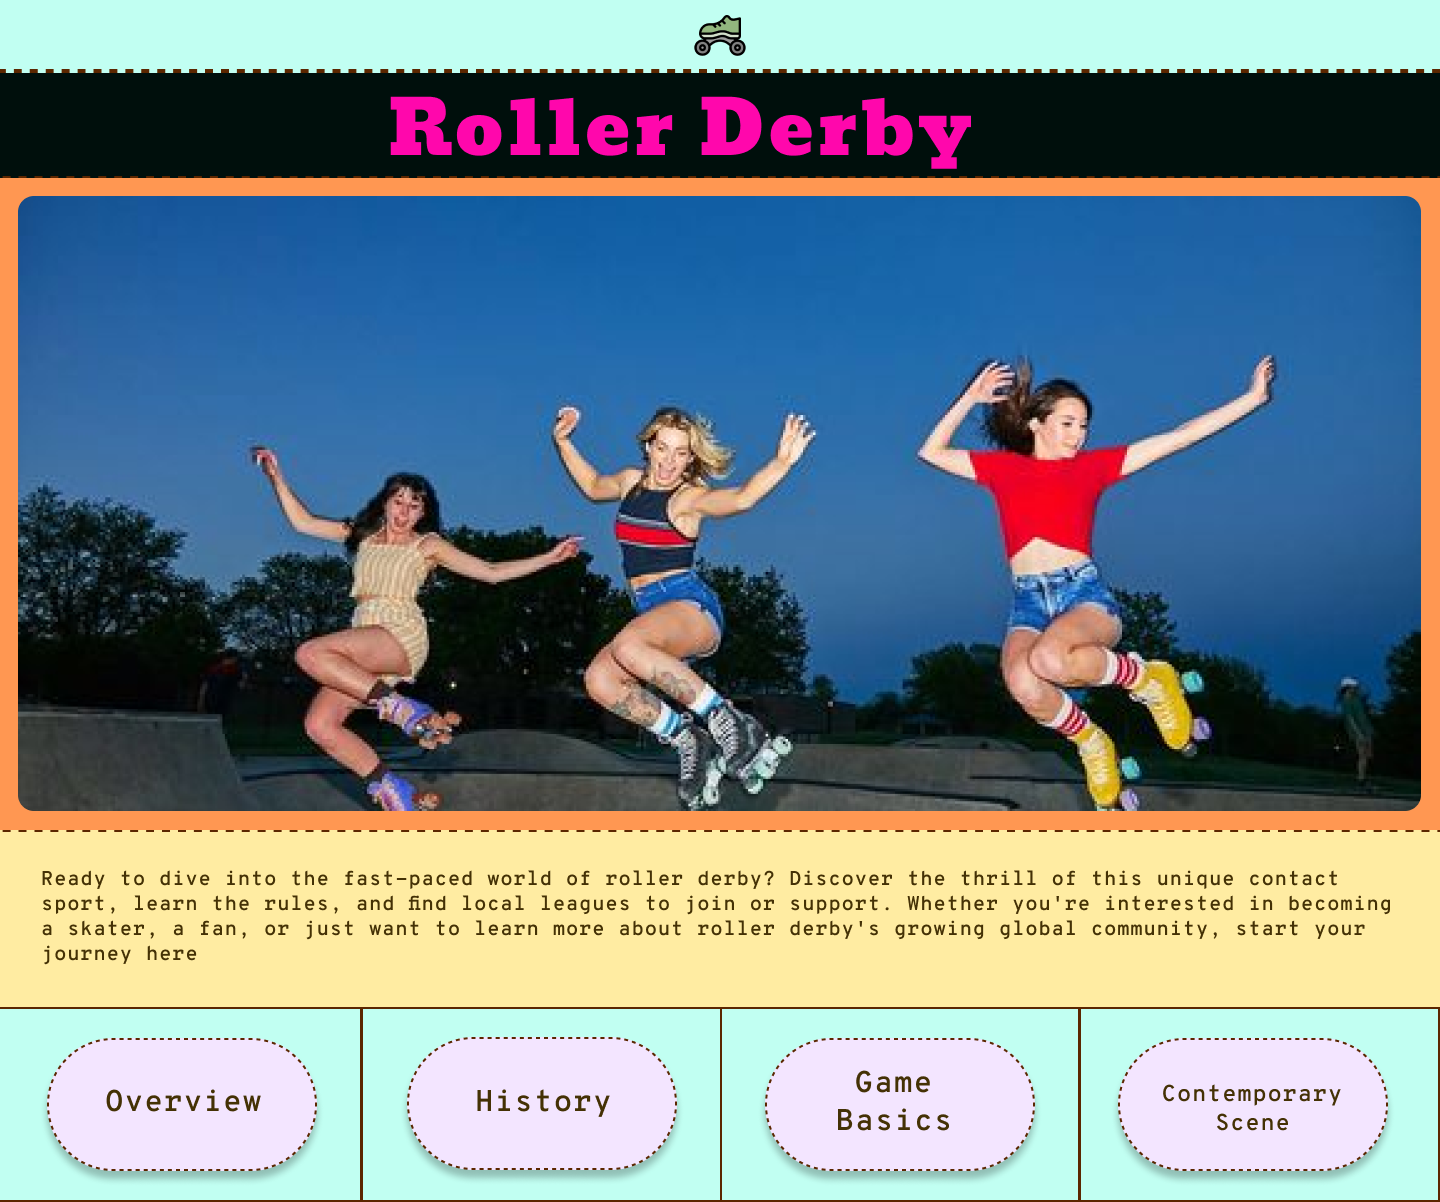 Roller Derby
Ready to dive into the fast-paced world of roller derby? Discover the thrill of this unique contact
sport, learn the rules, and find local leagues to join or support. Whether you're interested in becoming
a skater, a fan, or just want to learn more about roller derby's growing global community, start your
journey here
Overview
History
Game
Basics
Contemporary
Scene